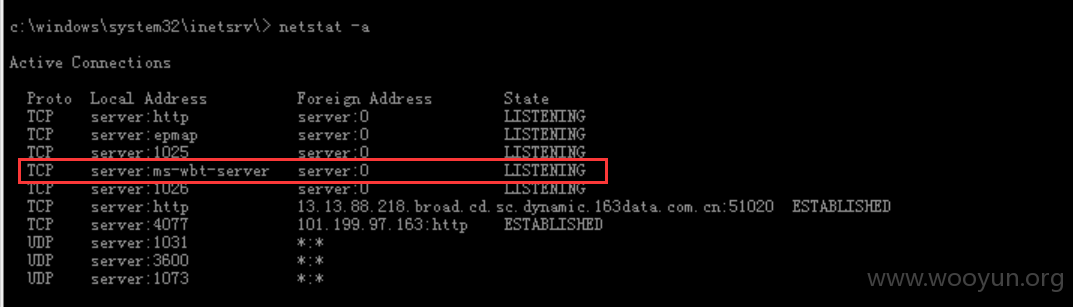 c:\windows\system32\inetsrv\> netstat -a
Active Connections
Proto  Local Address          Foreign Address        State
TCP    server:http            server:0               LISTENING
TCP    server:epmap           server:0               LISTENING
TCP    server:1025            server:0               LISTENING
TCP    server:ms-wbt-server   server:0               LISTENING
TCP    server:1026            server:0               LISTENING
TCP    server:http            13.13.88.218.broad.cd.sc.dynamic.163data.com.cn:51020  ESTABLISHED
TCP    server:4077            101.199.97.163:http    ESTABLISHED
UDP    server:1031            *:*
UDP    server:3600            *:*
UDP    server:1073            *:*
www.wooyun.org